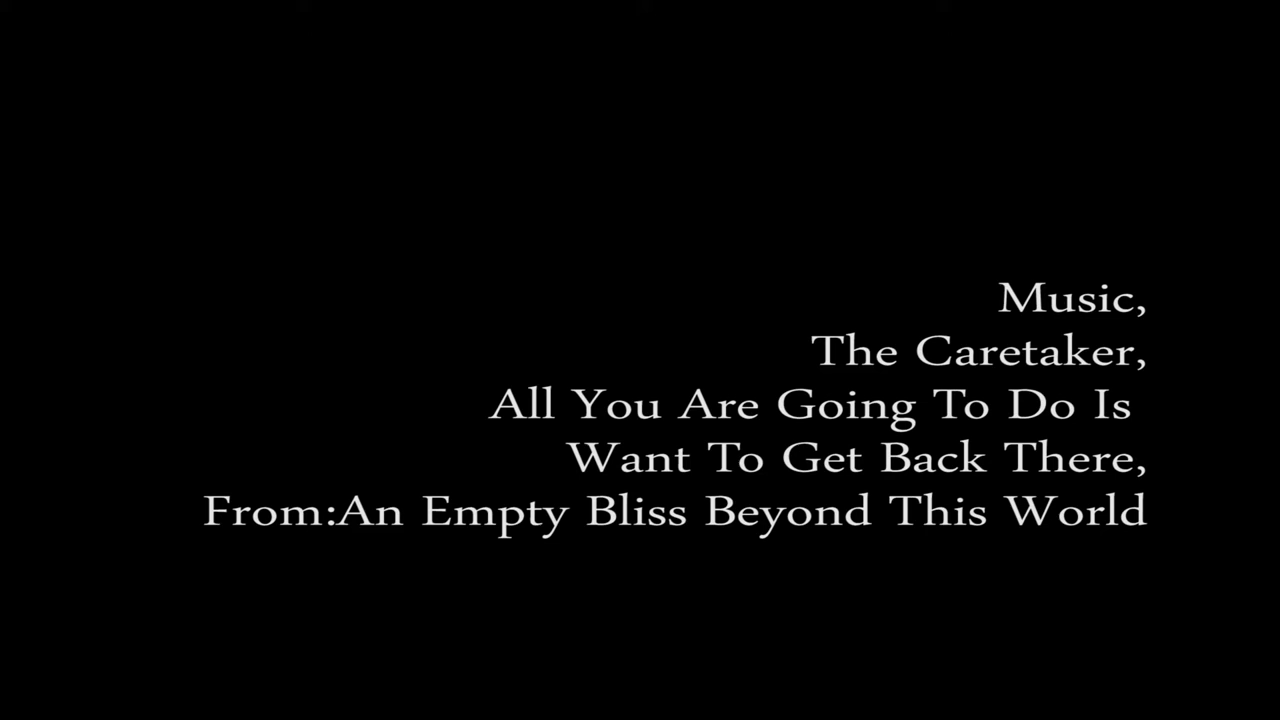 Music,
The Caretaker,
All You Are Going To Do Is
Want To Get Back There,
From:An Empty Bliss Beyond This World